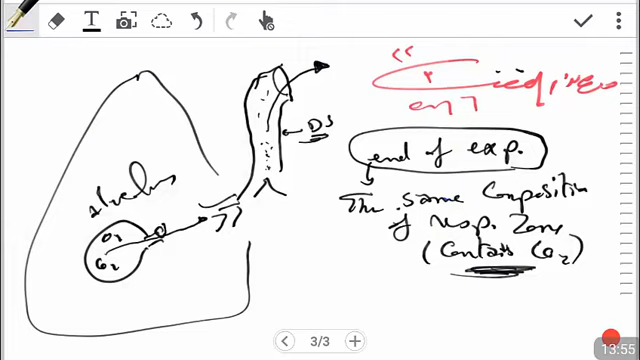 alveolus
O2
CO2
DS
end of exp.
The same Composition
of resp. Zone
(Contains CO2)
3/3
13:55